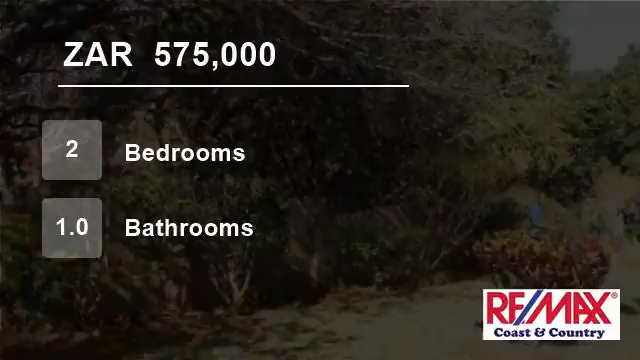 ZAR 575,000
2 Bedrooms
1.0 Bathrooms
RE/MAX®
Coast & Country